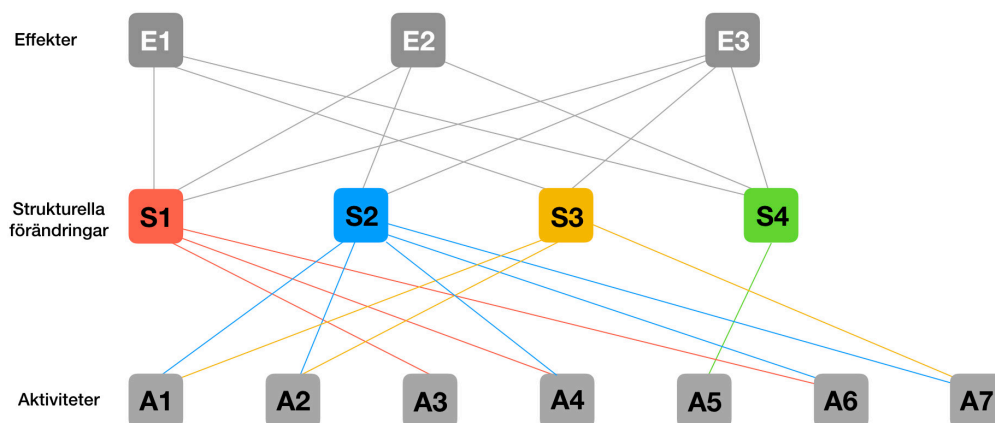 Effekter
E1 E2 E3
Strukturella
förändringar
S1 S2 S3 S4
Aktiviteter
A1 A2 A3 A4 A5 A6 A7